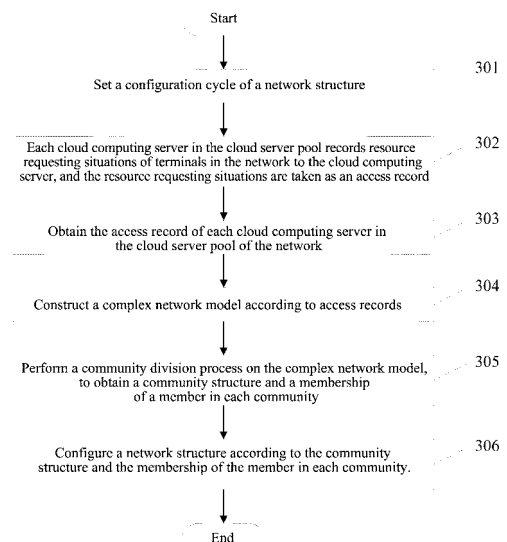 Start
301
Set a configuration cycle of a network structure
302
Each cloud computing server in the cloud server pool records resource
requesting situations of terminals in the network to the cloud computing
server, and the resource requesting situations are taken as an access record
303
Obtain the access record of each cloud computing server in
the cloud server pool of the network
304
Construct a complex network model according to access records
305
Perform a community division process on the complex network model,
to obtain a community structure and a membership
of a member in each community
306
Configure a network structure according to the community
structure and the membership of the member in each community.
End